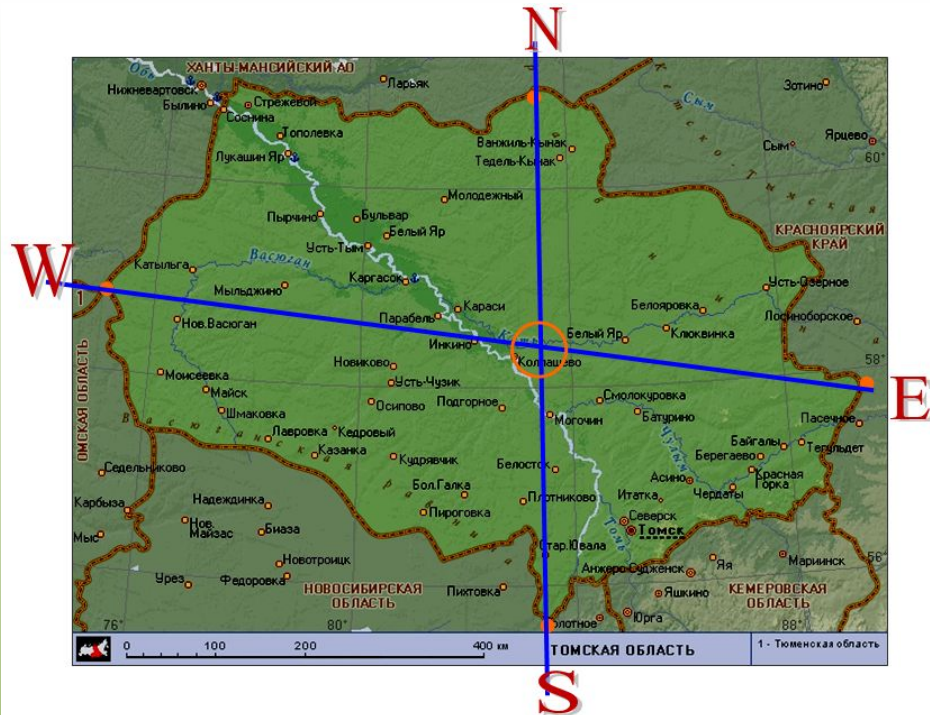 N
ХАНТЫ-МАНСИЙСКИЙ АО
Обь
Ларьяк
Зотино
Нижневартовск
Былино
Стрежевой
Соснина
Сым
Тополевка
Ванжиль-Кынак
Ярцево
Лукашин Яр
Тедель-Кынак
Сым
60°
Молодежный
Пырчино
Бульвар
Белый Яр
КРАСНОЯРСКИЙ
КРАЙ
Усть-Тым
W
Васюган
Катыльга
Каргасок
Усть-Озерное
1
Мыльджино
Караси
Белояровка
Лосиноборское
Нов.Васюган
Парабель
Кеть
Белый Яр
Клюквинка
Инкино
58°
Новиково
Колпашево
Моисеевка
Усть-Чузик
E
Майск
Осипово
Подгорное
Смолокуровка
Шмаковка
Могочин
Батурино
Пасечное
ОМСКАЯ ОБЛАСТЬ
Лавровка
Кедровый
Чулым
Байгалы
Тегульдет
Казанка
Кудрявчик
Белосток
Берегаево
Седельниково
Асино
Красная
Горка
Бол.Галка
Чердаты
Карбыза
Надеждинка
Плотниково
Итатка
Пироговка
Северск
Нов.
Майзас
Биаза
Томь
Томск
Мыс
Стар.Ювала
Новотроицк
Анжеро-Судженск
Яя
Мариинск
56°
Урез
Федоровка
НОВОСИБИРСКАЯ
ОБЛАСТЬ
Пихтовка
Яшкино
КЕМЕРОВСКАЯ
ОБЛАСТЬ
Юрга
76°
80°
88°
0 100 200 400 км
ТОМСКАЯ ОБЛАСТЬ
1 - Тюменская область
S